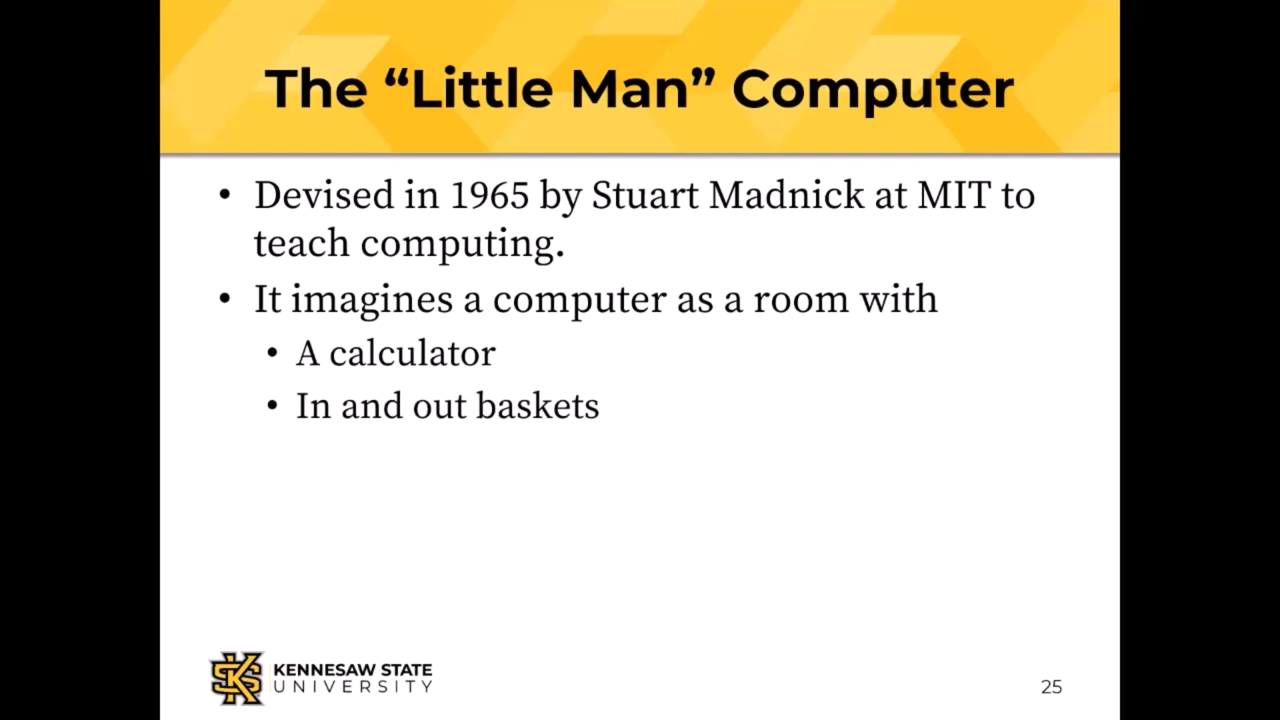 The “Little Man” Computer
• Devised in 1965 by Stuart Madnick at MIT to
teach computing.
• It imagines a computer as a room with
• A calculator
• In and out baskets
KENNESAW STATE
UNIVERSITY
25